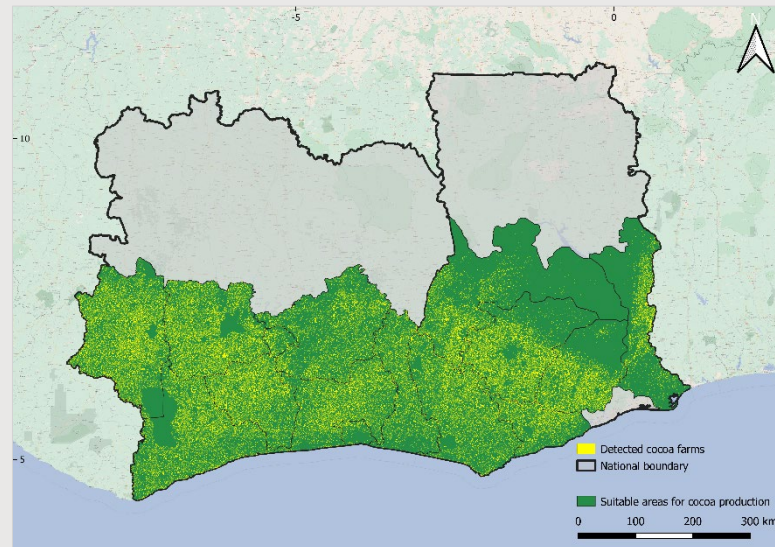 -5
0
N
10
5
Detected cocoa farms
National boundary
Suitable areas for cocoa production
0 100 200 300 km